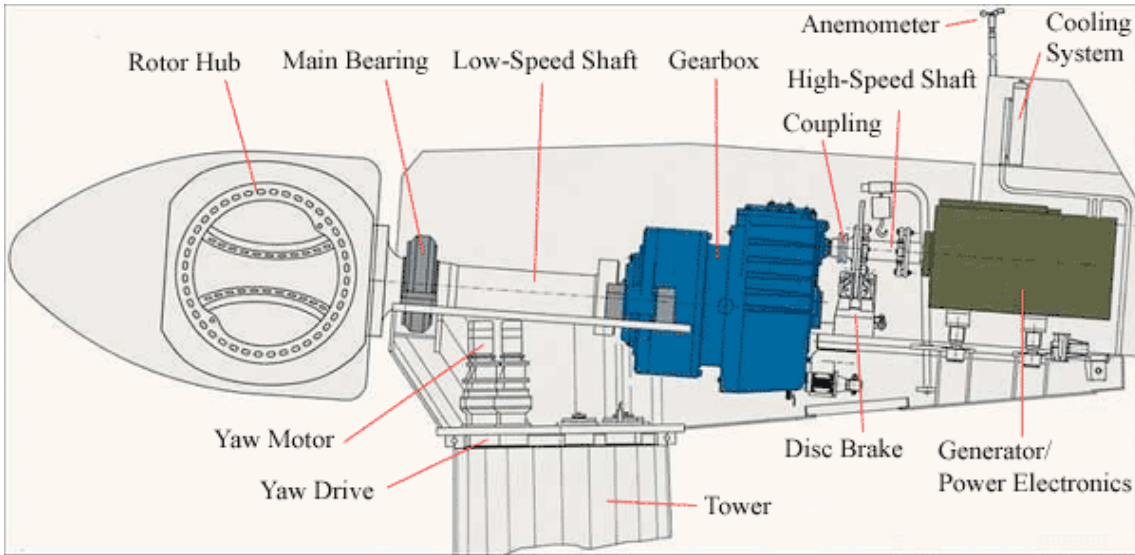 Anemometer
Cooling
System
Rotor Hub
Main Bearing
Low-Speed Shaft
Gearbox
High-Speed Shaft
Coupling
Yaw Motor
Disc Brake
Generator/
Power Electronics
Yaw Drive
Tower